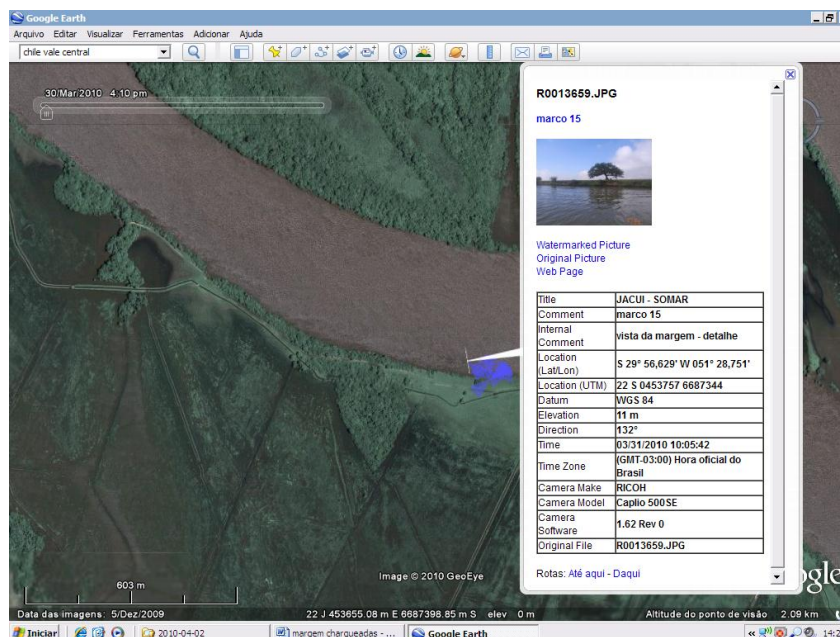 Google Earth
Arquivo Editar Visualizar Ferramentas Adicionar Ajuda
chile vale central
30/Mar/2010 4:10 pm
R0013659.JPG
marco 15
Watermarked Picture
Original Picture
Web Page
Title JACUI - SOMAR
Comment marco 15
Internal Comment vista da margem - detalhe
Location (Lat/Lon) S 29° 56,629' W 051° 28,751'
Location (UTM) 22 S 0453757 6687344
Datum WGS 84
Elevation 11 m
Direction 132°
Time 03/31/2010 10:05:42
Time Zone (GMT-03:00) Hora oficial do Brasil
Camera Make RICOH
Camera Model Caplio 500SE
Camera Software 1.62 Rev 0
Original File R0013659.JPG
Rotas: Até aqui - Daqui
Image © 2010 GeoEye
603 m
Data das imagens: 5/Dez/2009 22 J 453655.08 m E 6687398.85 m S elev 0 m Altitude do ponto de visão 2.09 km
Iniciar 2010-04-02 margem charqueadas - ... Google Earth